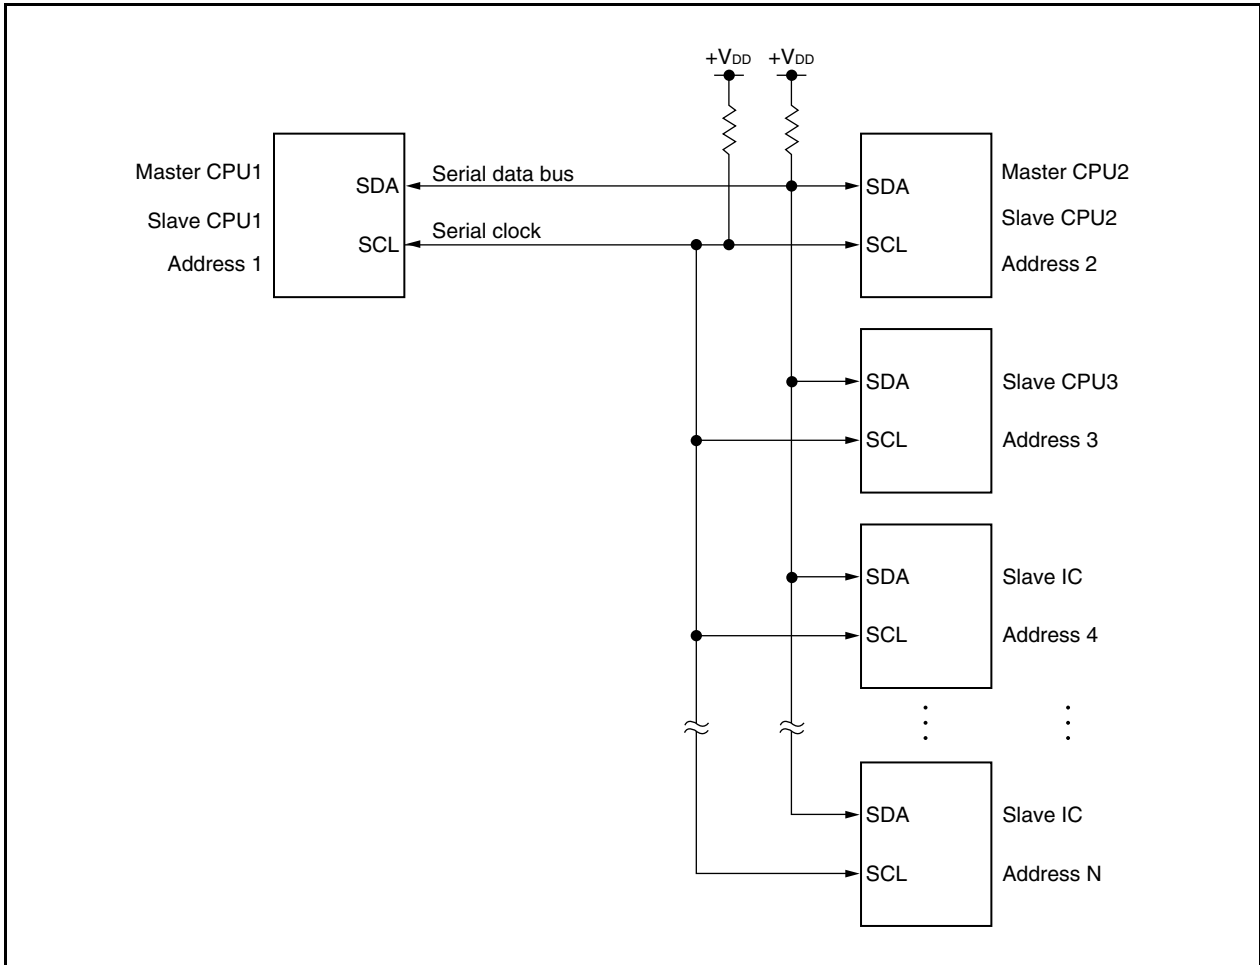 +VDD +VDD
Master CPU1
Slave CPU1
Address 1
SDA
SCL
Serial data bus
Serial clock
SDA
SCL
Master CPU2
Slave CPU2
Address 2
SDA
SCL
Slave CPU3
Address 3
SDA
SCL
Slave IC
Address 4
SDA
SCL
Slave IC
Address N